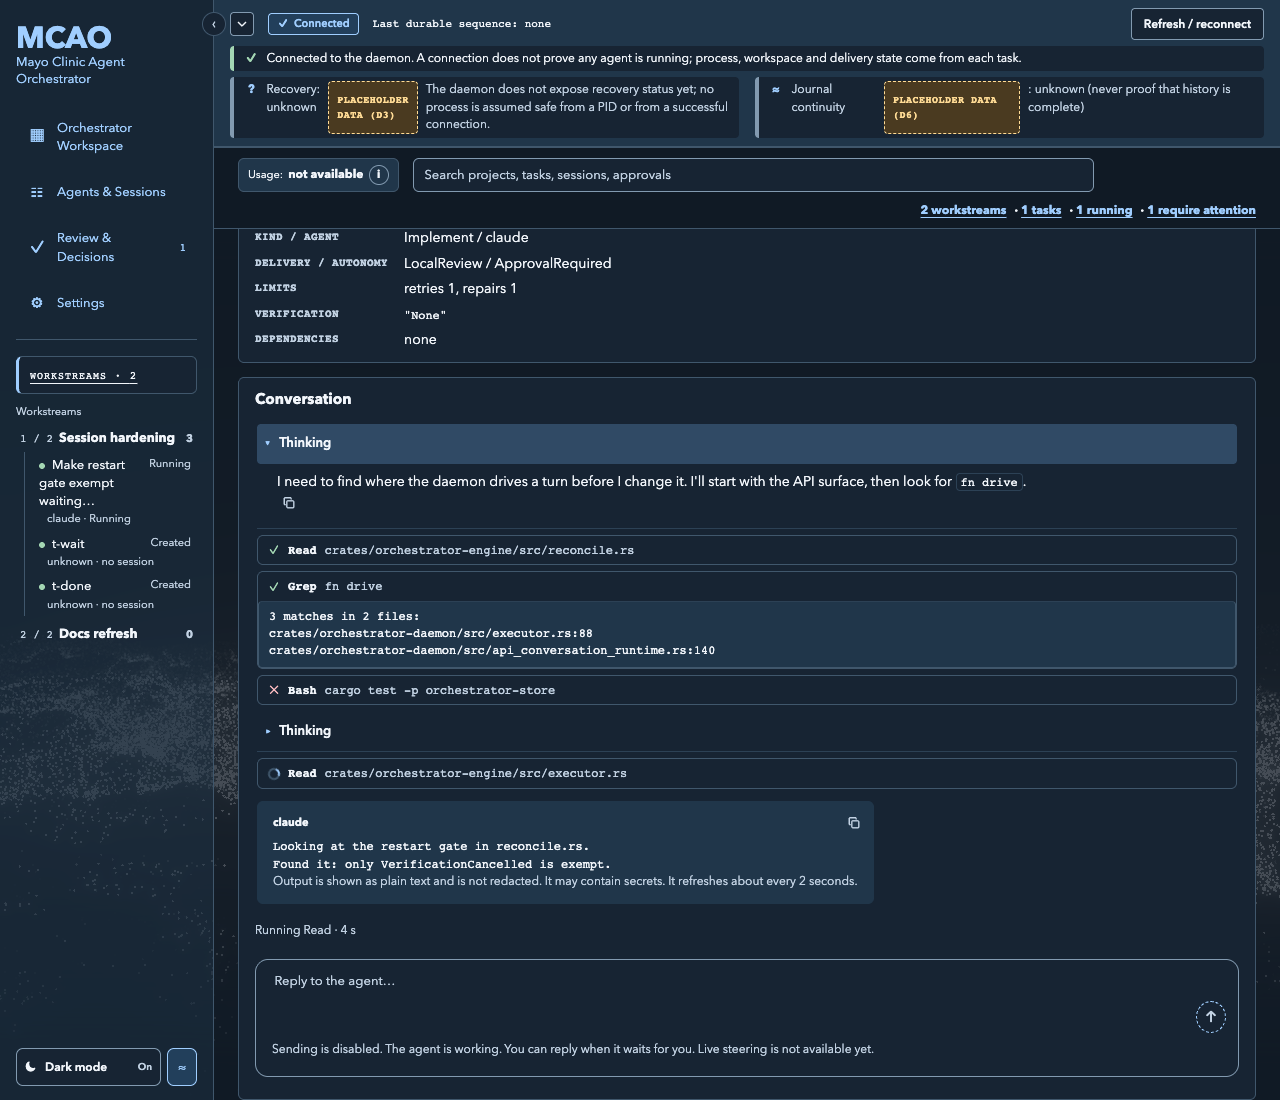 MCAO
Mayo Clinic Agent
Orchestrator
Orchestrator
Workspace
Agents & Sessions
Review &
Decisions
1
Settings
WORKSTREAMS · 2
Workstreams
1 / 2 Session hardening 3
Make restart
gate exempt
waiting…
Running
claude · Running
t-wait Created
unknown · no session
t-done Created
unknown · no session
2 / 2 Docs refresh 0
Dark mode On
≈
‹
✓ Connected
Last durable sequence: none
Refresh / reconnect
✓ Connected to the daemon. A connection does not prove any agent is running; process, workspace and delivery state come from each task.
? Recovery:
unknown
PLACEHOLDER
DATA (D3)
The daemon does not expose recovery status yet; no
process is assumed safe from a PID or from a successful
connection.
≈ Journal
continuity
PLACEHOLDER DATA
(D6)
: unknown (never proof that history is
complete)
Usage: not available i
Search projects, tasks, sessions, approvals
2 workstreams · 1 tasks · 1 running · 1 require attention
KIND / AGENT Implement / claude
DELIVERY / AUTONOMY LocalReview / ApprovalRequired
LIMITS retries 1, repairs 1
VERIFICATION "None"
DEPENDENCIES none
Conversation
▾ Thinking
I need to find where the daemon drives a turn before I change it. I'll start with the API surface, then look for fn drive.
✓ Read crates/orchestrator-engine/src/reconcile.rs
✓ Grep fn drive
3 matches in 2 files:
crates/orchestrator-daemon/src/executor.rs:88
crates/orchestrator-daemon/src/api_conversation_runtime.rs:140
✕ Bash cargo test -p orchestrator-store
▸ Thinking
Read crates/orchestrator-engine/src/executor.rs
claude
Looking at the restart gate in reconcile.rs.
Found it: only VerificationCancelled is exempt.
Output is shown as plain text and is not redacted. It may contain secrets. It refreshes about every 2 seconds.
Running Read · 4 s
Reply to the agent…
Sending is disabled. The agent is working. You can reply when it waits for you. Live steering is not available yet.